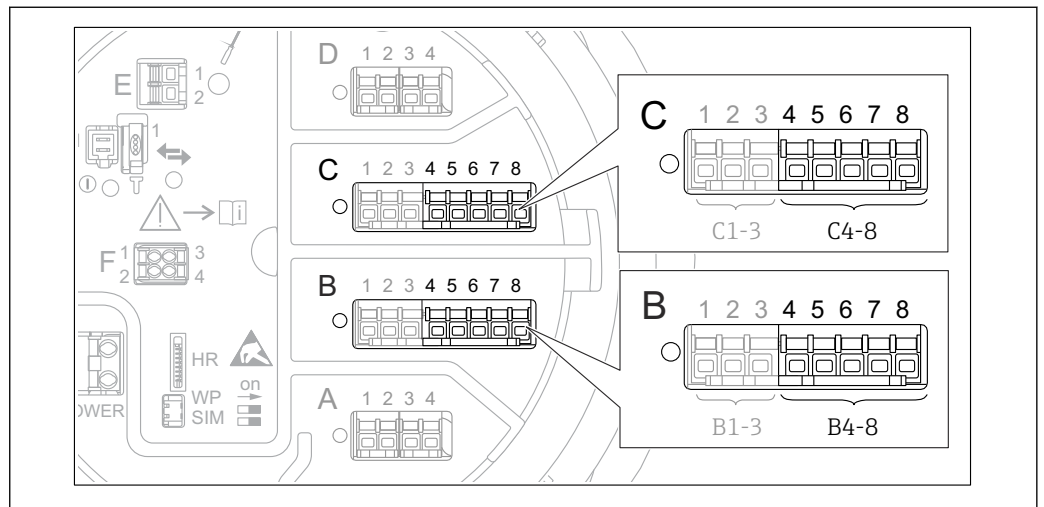 D 1 2 3 4
E 1
2
1
C 1 2 3 4 5 6 7 8
C 1 2 3 4 5 6 7 8
C1-3 C4-8
i
F 1 3
2 4
B 1 2 3 4 5 6 7 8
B 1 2 3 4 5 6 7 8
B1-3 B4-8
HR
on
WP
SIM
OWER
A 1 2 3 4